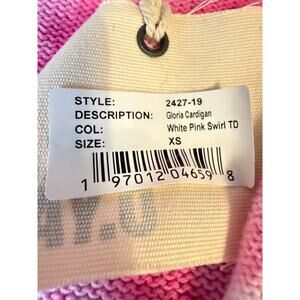 STYLE: 2427-19
DESCRIPTION: Gloria Cardigan
COL: White Pink Swirl TD
SIZE: XS
1 97012 04659 8